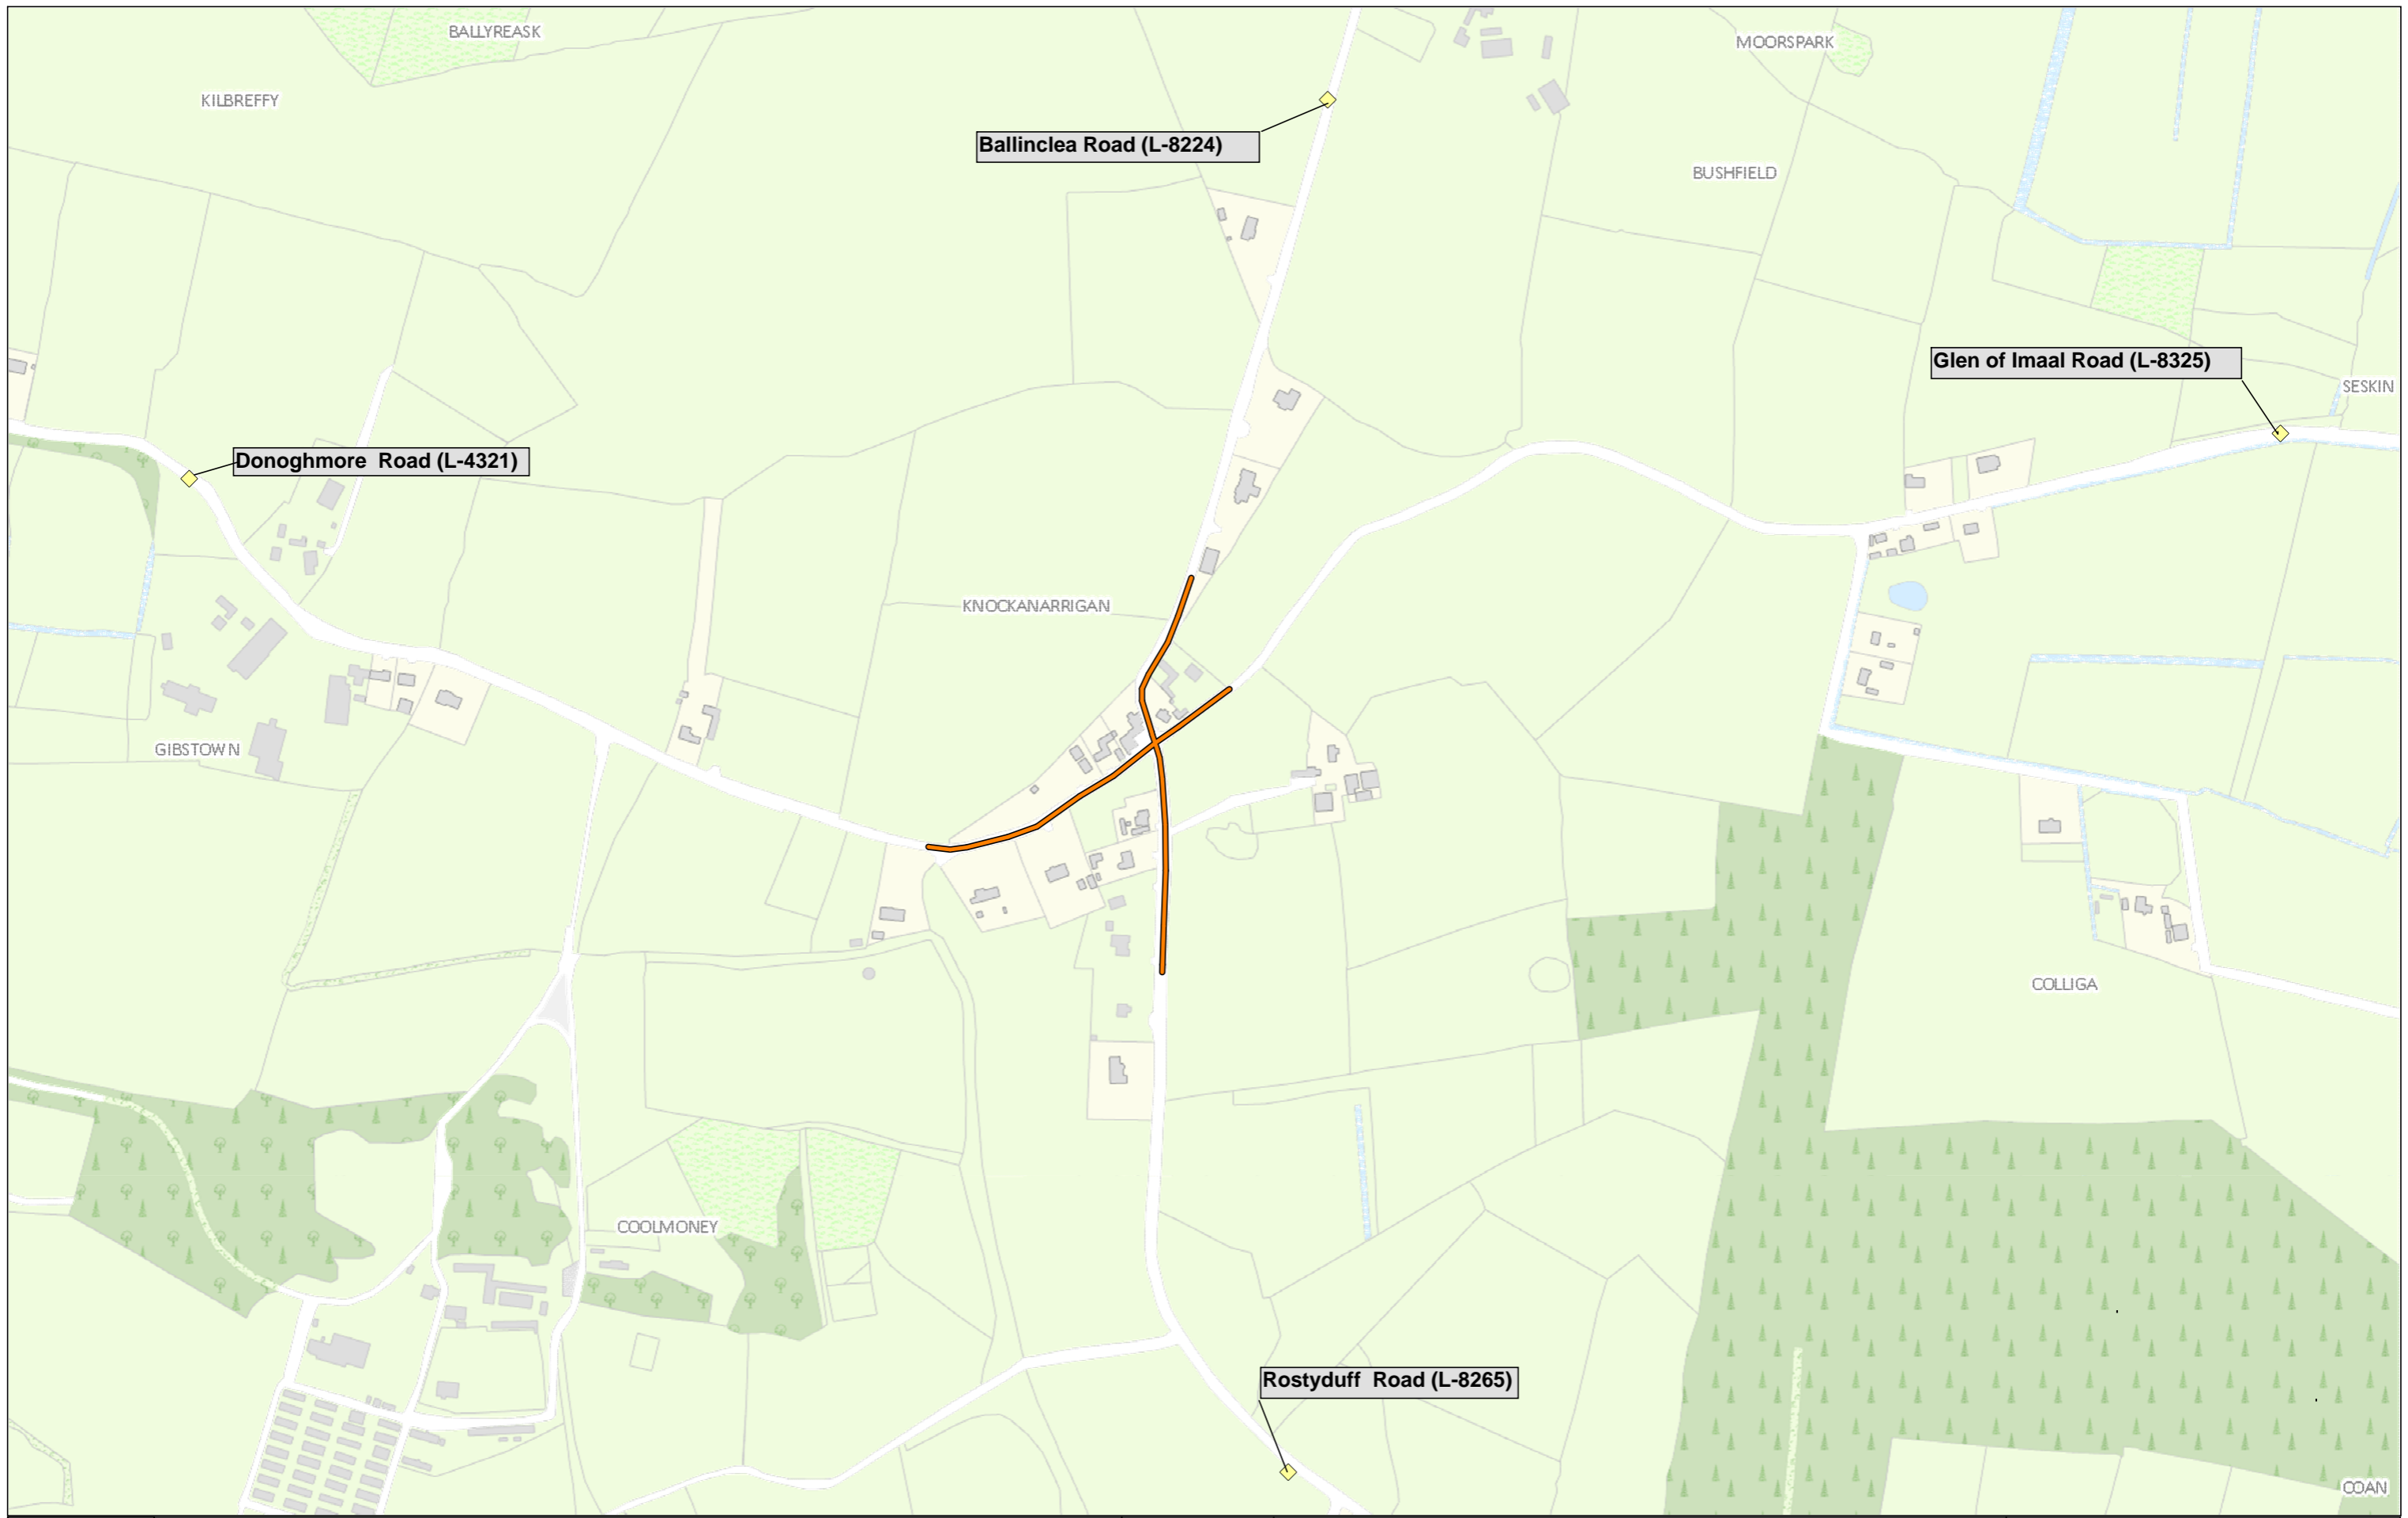 BALLYREASK
MOORSPARK
KILBREFFY
Ballinclea Road (L-8224)
BUSHFIELD
Glen of Imaal Road (L-8325)
SESKIN
Donoghmore Road (L-4321)
KNOCKANARRIGAN
GIBSTOWN
COLLIGA
COOLMONEY
Rostyduff Road (L-8265)
COAN